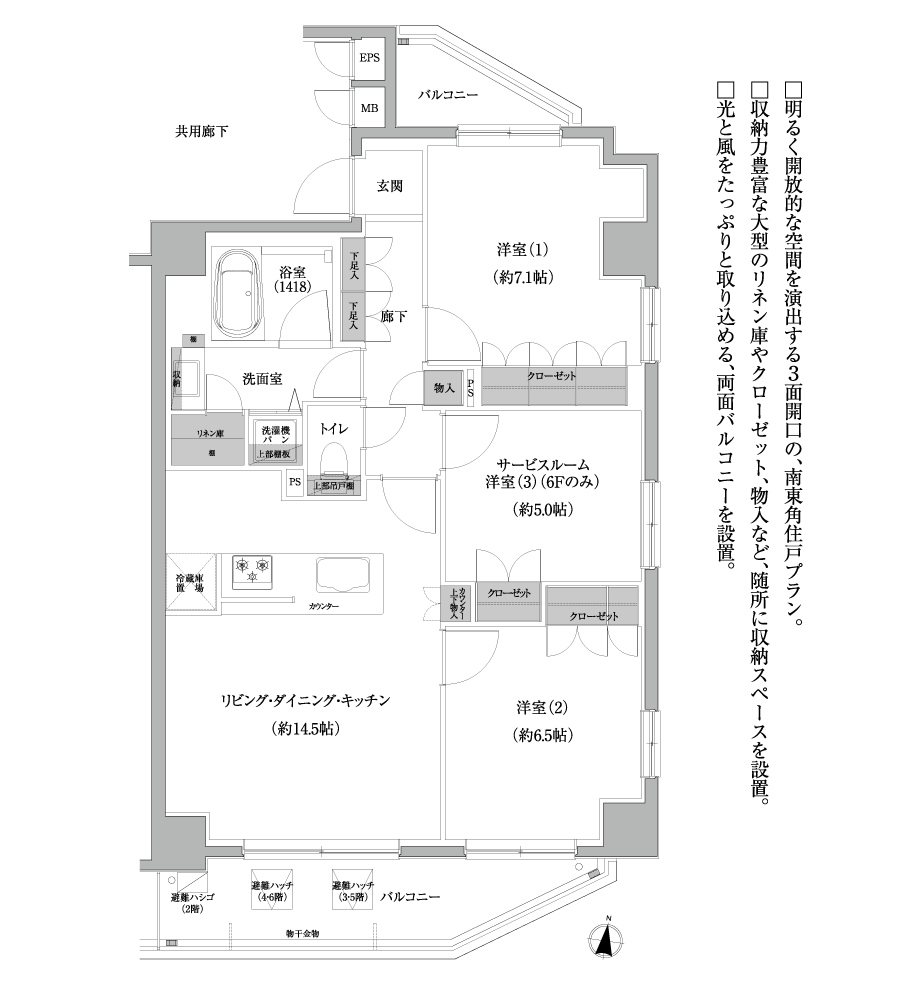 □明るく開放的な空間を演出する3面開口の、南東角住戸プラン。
□収納力豊富な大型のリネン庫やクローゼット、物入など、随所に収納スペースを設置。
□光と風をたっぷりと取り込める、両面バルコニーを設置。
EPS
MB
バルコニー
共用廊下
玄関
洋室(1)
(約7.1帖)
浴室
(1418)
下足入
下足入
廊下
棚
収納
洗面室
物入
PS
クローゼット
リネン庫
棚
洗濯機
パン
上部棚板
トイレ
PS
上部吊戸棚
サービスルーム
洋室(3)(6Fのみ)
(約5.0帖)
冷蔵庫
置場
カウンター
カウンター
上下物入
クローゼット
クローゼット
リビング・ダイニング・キッチン
(約14.5帖)
洋室(2)
(約6.5帖)
避難ハシゴ
(2階)
避難ハッチ
(4・6階)
避難ハッチ
(3・5階)
バルコニー
物干金物
N